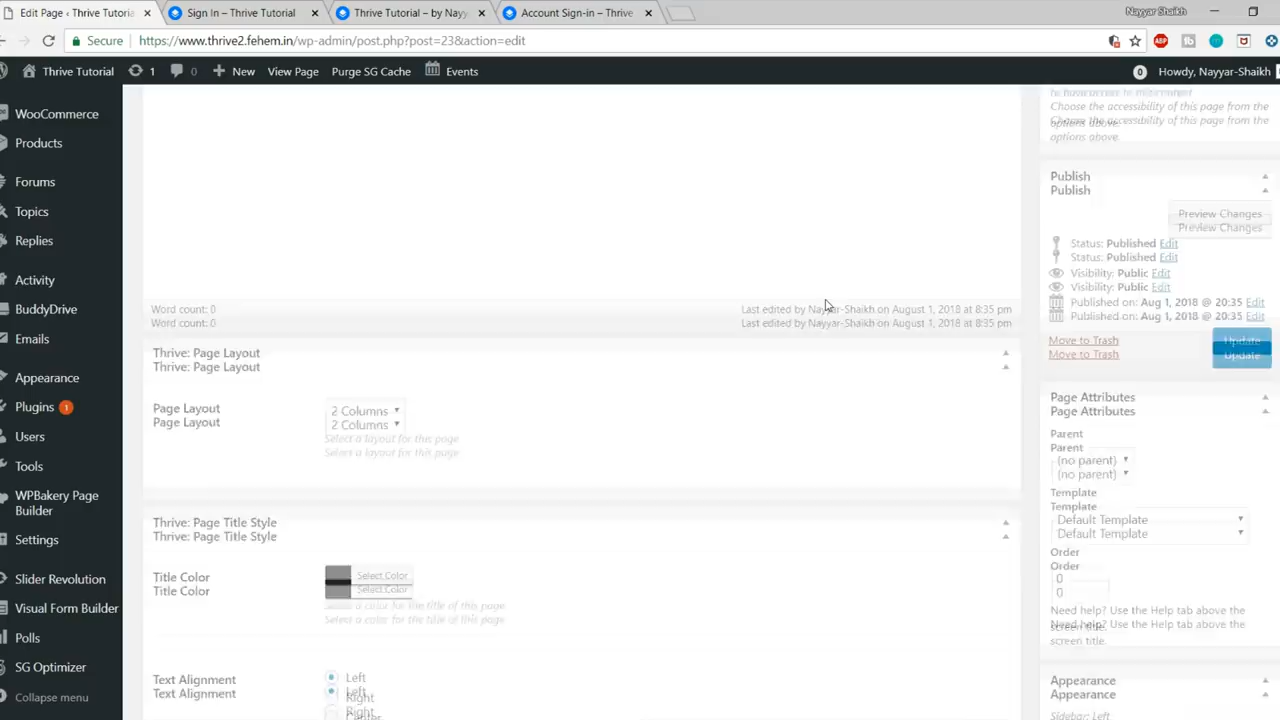 Edit Page ‹ Thrive Tutoria
Sign In – Thrive Tutorial
Thrive Tutorial – by Nayy
Account Sign-in – Thrive
Nayyar Shaikh
Secure
https://www.thrive2.fehem.in/wp-admin/post.php?post=23&action=edit
ABP
Thrive Tutorial
1
0
New
View Page
Purge SG Cache
Events
0
Howdy, Nayyar-Shaikh
WooCommerce
Products
Forums
Topics
Replies
Activity
BuddyDrive
Emails
Appearance
Plugins 1
Users
Tools
WPBakery Page
Builder
Settings
Slider Revolution
Visual Form Builder
Polls
SG Optimizer
Collapse menu
Word count: 0
Word count: 0
Last edited by Nayyar-Shaikh on August 1, 2018 at 8:35 pm
Last edited by Nayyar-Shaikh on August 1, 2018 at 8:35 pm
Thrive: Page Layout
Thrive: Page Layout
Page Layout
Page Layout
2 Columns
2 Columns
Select a layout for this page
Select a layout for this page
Thrive: Page Title Style
Thrive: Page Title Style
Title Color
Title Color
Select Color
Select Color
Select a color for the title of this page
Select a color for the title of this page
Text Alignment
Text Alignment
Left
Left
Right
Right
Center
Choose the accessibility of this page from the
Choose the accessibility of this page from the
options above.
options above.
Publish
Publish
Preview Changes
Preview Changes
Status: Published Edit
Status: Published Edit
Visibility: Public Edit
Visibility: Public Edit
Published on: Aug 1, 2018 @ 20:35 Edit
Published on: Aug 1, 2018 @ 20:35 Edit
Move to Trash
Move to Trash
Update
Update
Page Attributes
Page Attributes
Parent
Parent
(no parent)
(no parent)
Template
Template
Default Template
Default Template
Order
Order
0
0
Need help? Use the Help tab above the
Need help? Use the Help tab above the
screen title.
screen title.
Appearance
Appearance
Sidebar: Left